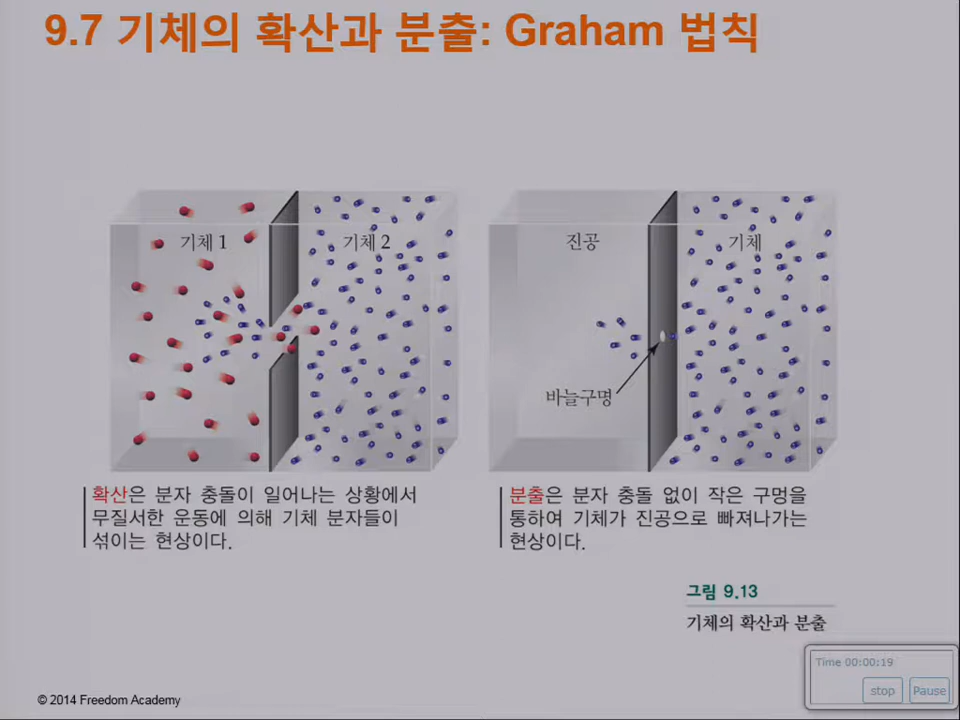 9.7 기체의 확산과 분출: Graham 법칙
기체 1
기체 2
진공
기체
바늘구멍
확산은 분자 충돌이 일어나는 상황에서
무질서한 운동에 의해 기체 분자들이
섞이는 현상이다.
분출은 분자 충돌 없이 작은 구멍을
통하여 기체가 진공으로 빠져나가는
현상이다.
그림 9.13
기체의 확산과 분출
Time 00:00:19
stop
Pause
© 2014 Freedom Academy